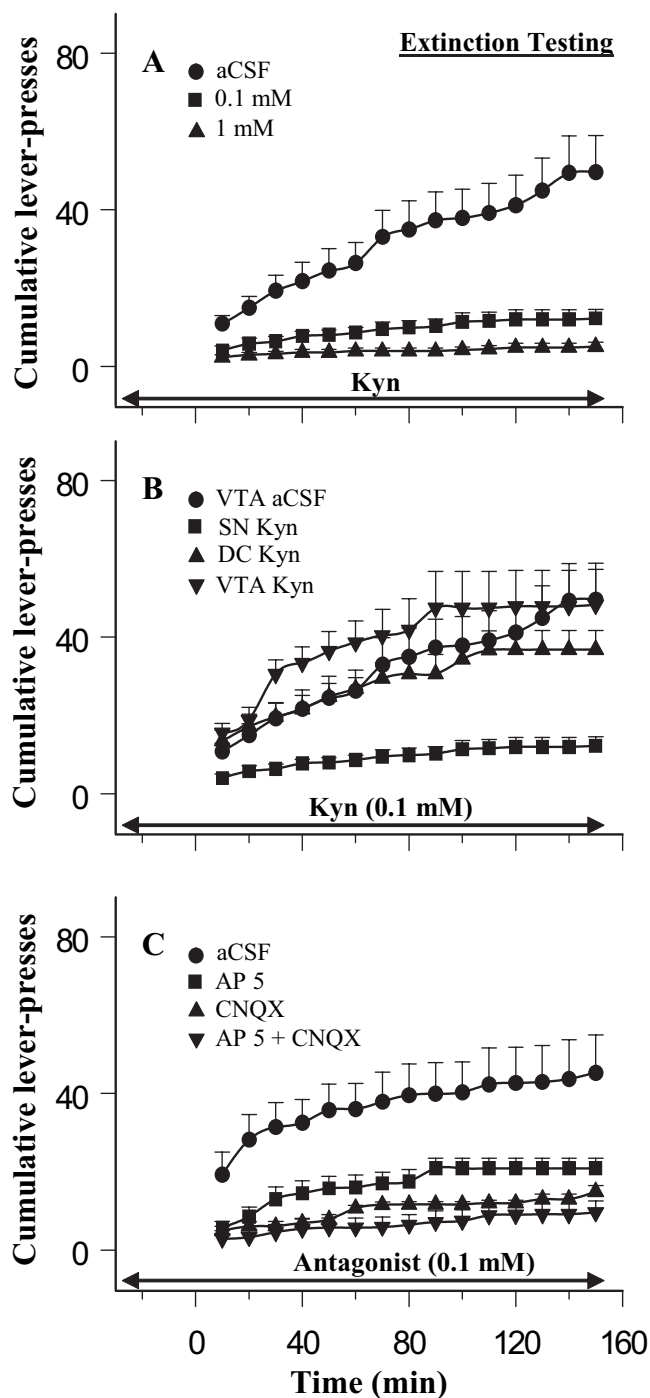 Extinction Testing
A
aCSF
0.1 mM
1 mM
80
40
0
Cumulative lever-presses
Kyn
B
VTA aCSF
SN Kyn
DC Kyn
VTA Kyn
80
40
0
Cumulative lever-presses
Kyn (0.1 mM)
C
aCSF
AP 5
CNQX
AP 5 + CNQX
80
40
0
Cumulative lever-presses
Antagonist (0.1 mM)
0 40 80 120 160
Time (min)